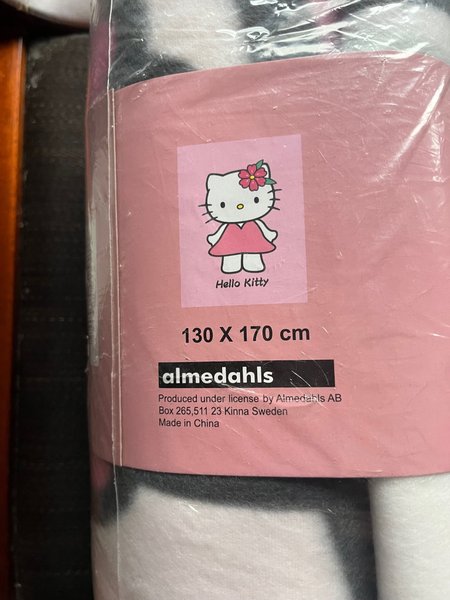 Hello Kitty
130 X 170 cm
almedahls
Produced under license by Almedahls AB
Box 265,511 23 Kinna Sweden
Made in China